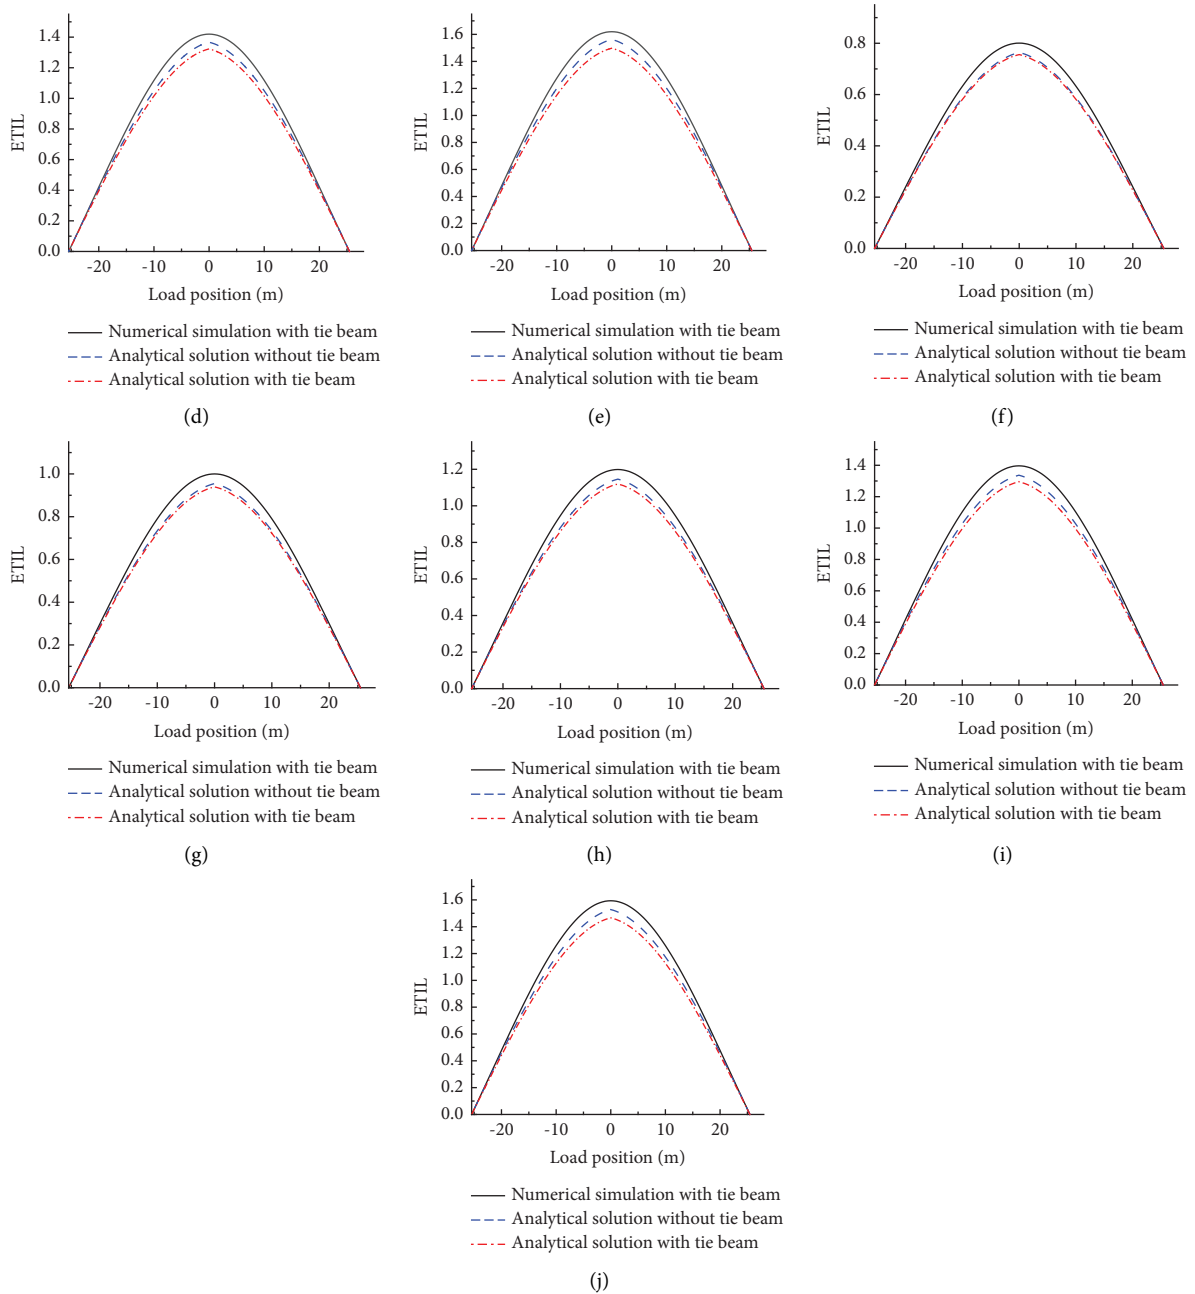 1.4
1.2
1.0
0.8
0.6
0.4
0.2
0.0
ETIL
-20 -10 0 10 20
Load position (m)
Numerical simulation with tie beam
Analytical solution without tie beam
Analytical solution with tie beam
(d)
1.6
1.4
1.2
1.0
0.8
0.6
0.4
0.2
0.0
ETIL
-20 -10 0 10 20
Load position (m)
Numerical simulation with tie beam
Analytical solution without tie beam
Analytical solution with tie beam
(e)
0.8
0.6
0.4
0.2
0.0
ETIL
-20 -10 0 10 20
Load position (m)
Numerical simulation with tie beam
Analytical solution without tie beam
Analytical solution with tie beam
(f)
1.0
0.8
0.6
0.4
0.2
0.0
ETIL
-20 -10 0 10 20
Load position (m)
Numerical simulation with tie beam
Analytical solution without tie beam
Analytical solution with tie beam
(g)
1.2
1.0
0.8
0.6
0.4
0.2
0.0
ETIL
-20 -10 0 10 20
Load position (m)
Numerical simulation with tie beam
Analytical solution without tie beam
Analytical solution with tie beam
(h)
1.4
1.2
1.0
0.8
0.6
0.4
0.2
0.0
ETIL
-20 -10 0 10 20
Load position (m)
Numerical simulation with tie beam
Analytical solution without tie beam
Analytical solution with tie beam
(i)
1.6
1.4
1.2
1.0
0.8
0.6
0.4
0.2
0.0
ETIL
-20 -10 0 10 20
Load position (m)
Numerical simulation with tie beam
Analytical solution without tie beam
Analytical solution with tie beam
(j)